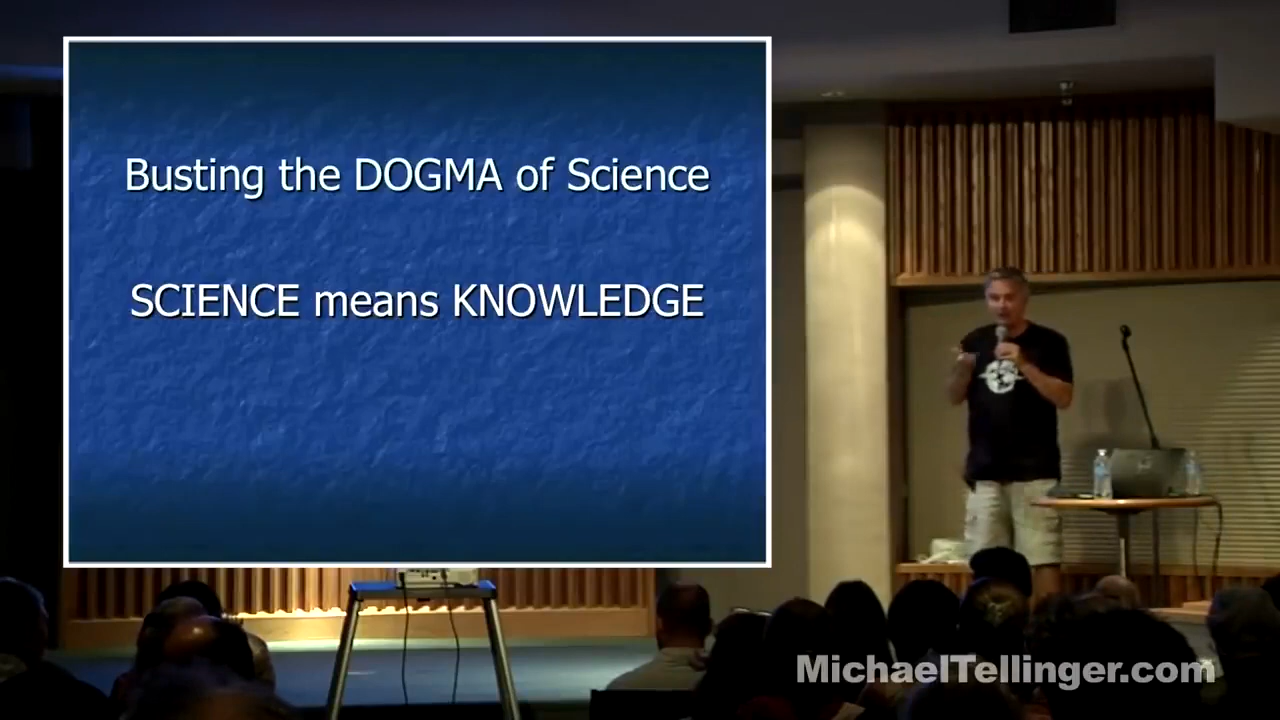 Busting the DOGMA of Science
SCIENCE means KNOWLEDGE
MichaelTellinger.com